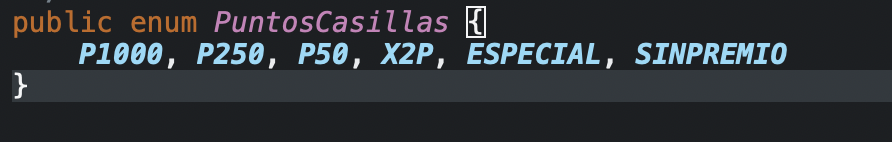 public enum PuntosCasillas {
    P1000, P250, P50, X2P, ESPECIAL, SINPREMIO
}